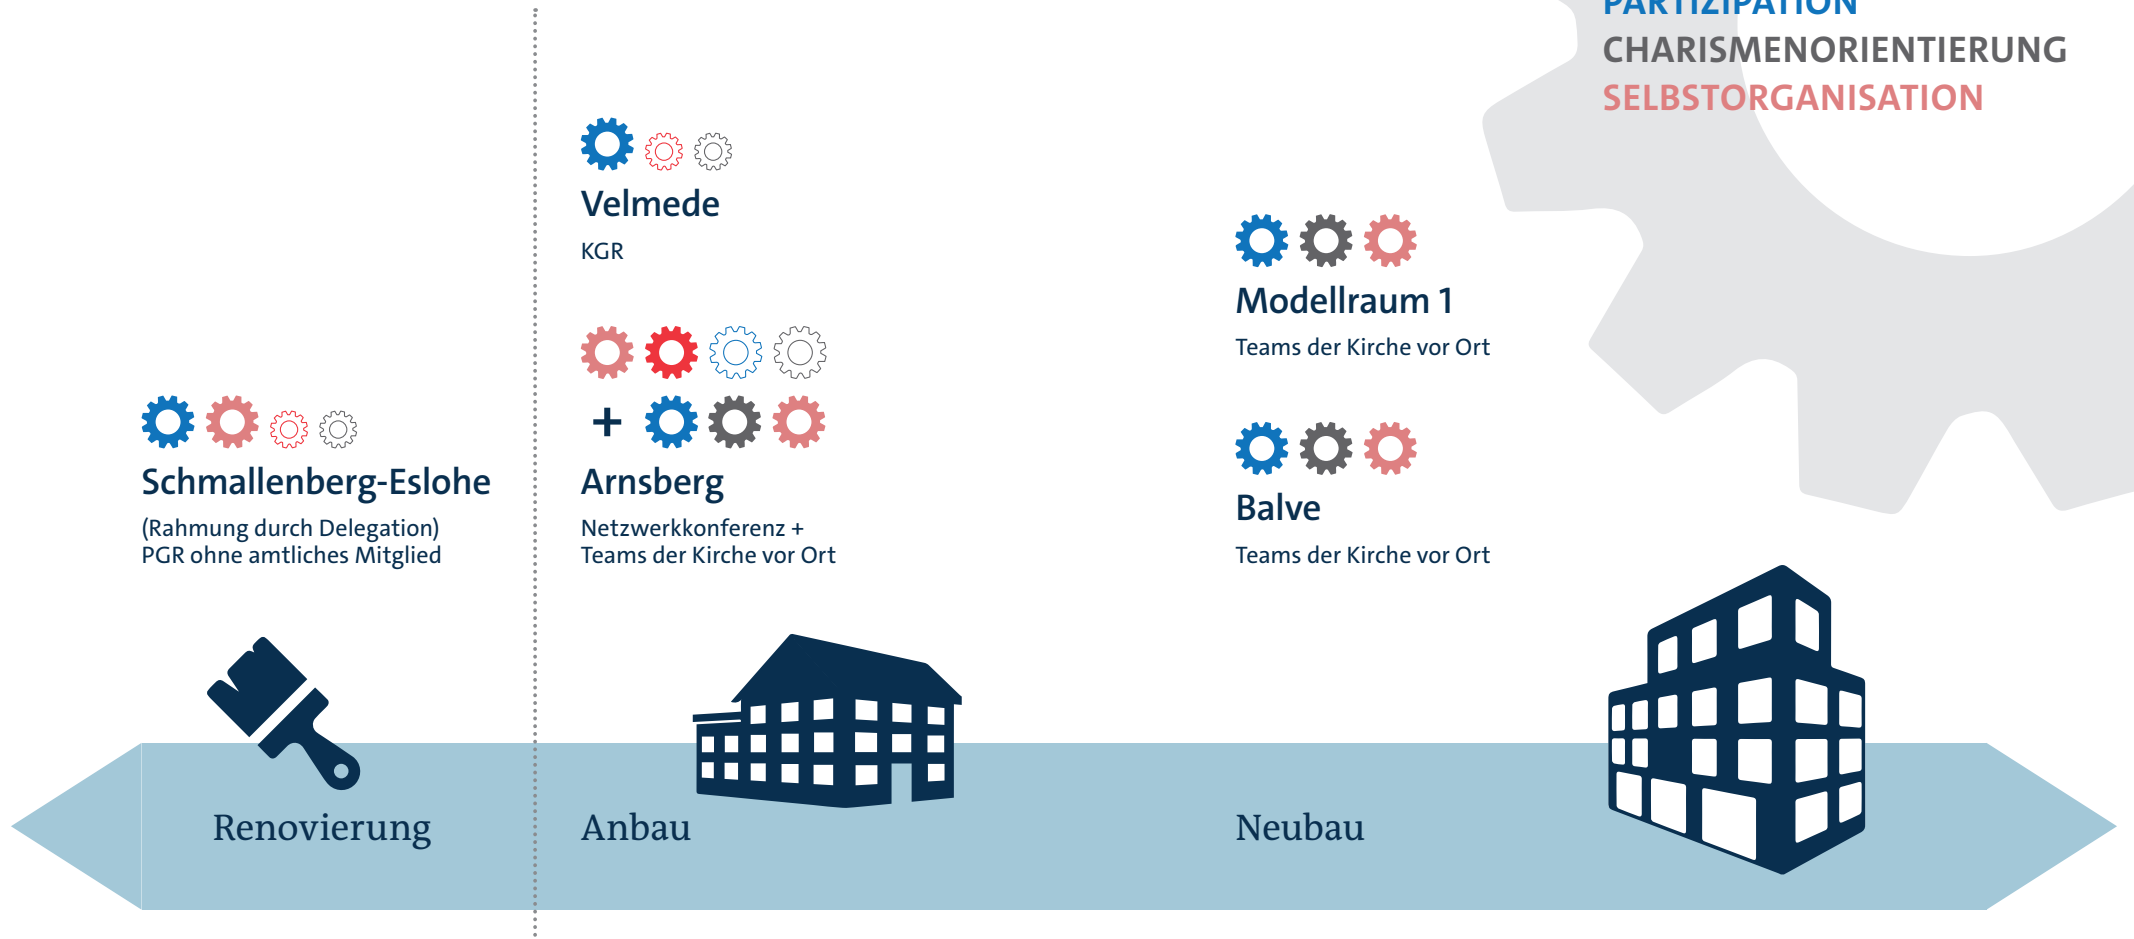 PARTIZIPATION
CHARISMENORIENTIERUNG
SELBSTORGANISATION
Velmede
KGR
Modellraum 1
Teams der Kirche vor Ort
+
Schmallenberg-Eslohe
(Rahmung durch Delegation)
PGR ohne amtliches Mitglied
Arnsberg
Netzwerkkonferenz +
Teams der Kirche vor Ort
Balve
Teams der Kirche vor Ort
Renovierung
Anbau
Neubau